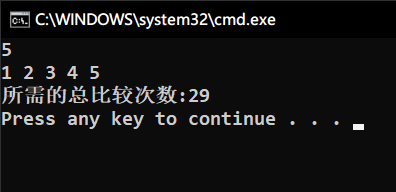 C:\WINDOWS\system32\cmd.exe
5
1 2 3 4 5
所需的总比较次数:29
Press any key to continue . . .